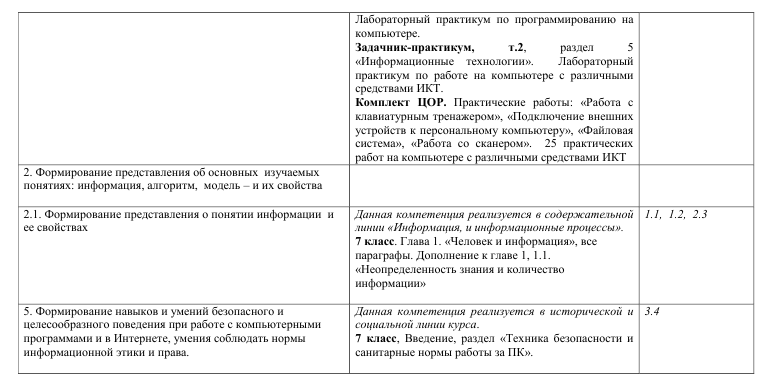 Лабораторный практикум по программированию на
компьютере.
Задачник-практикум, т.2, раздел 5
«Информационные технологии». Лабораторный
практикум по работе на компьютере с различными
средствами ИКТ.
Комплект ЦОР. Практические работы: «Работа с
клавиатурным тренажером», «Подключение внешних
устройств к персональному компьютеру», «Файловая
система», «Работа со сканером». 25 практических
работ на компьютере с различными средствами ИКТ
2. Формирование представления об основных изучаемых
понятиях: информация, алгоритм, модель – и их свойства
2.1. Формирование представления о понятии информации и
ее свойствах
Данная компетенция реализуется в содержательной
линии «Информация, и информационные процессы».
7 класс. Глава 1. «Человек и информация», все
параграфы. Дополнение к главе 1, 1.1.
«Неопределенность знания и количество
информации»
1.1, 1.2, 2.3
5. Формирование навыков и умений безопасного и
целесообразного поведения при работе с компьютерными
программами и в Интернете, умения соблюдать нормы
информационной этики и права.
Данная компетенция реализуется в исторической и
социальной линии курса.
7 класс, Введение, раздел «Техника безопасности и
санитарные нормы работы за ПК».
3.4